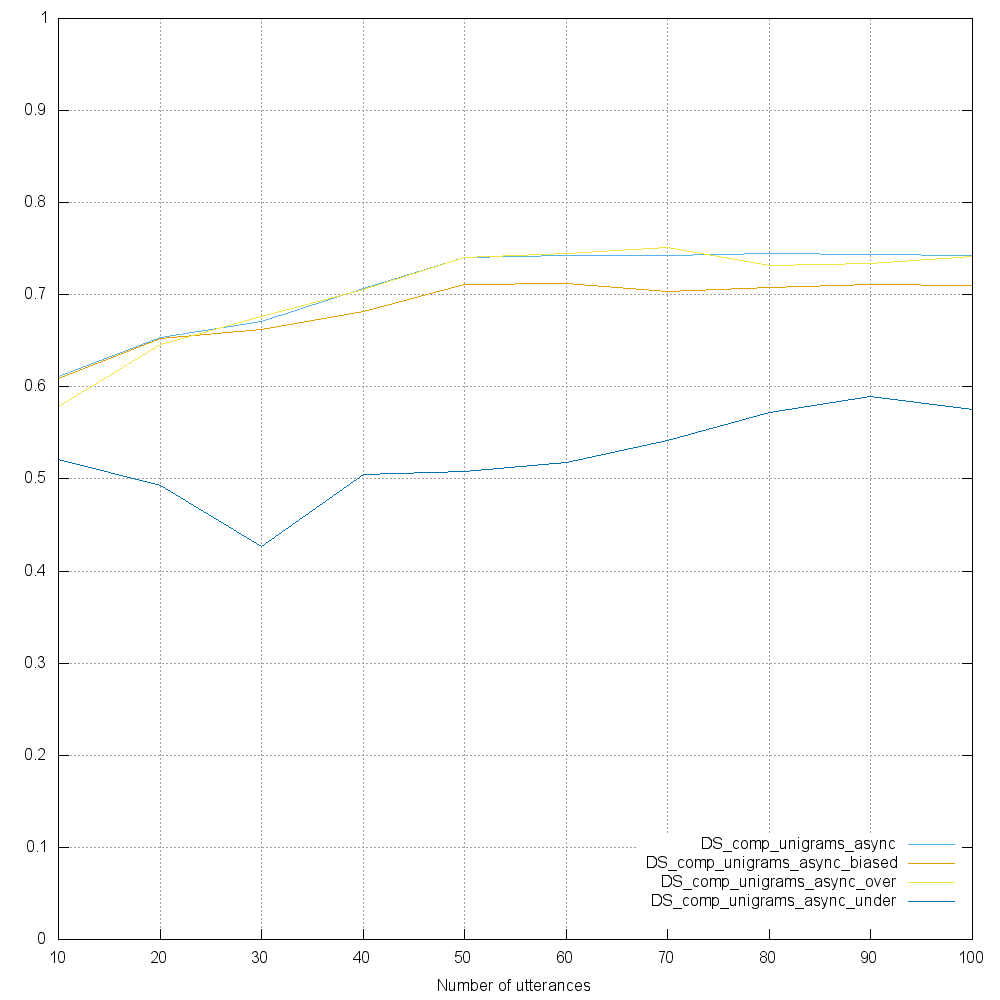 1
0.9
0.8
0.7
0.6
0.5
0.4
0.3
0.2
0.1
0
DS_comp_unigrams_async
DS_comp_unigrams_async_biased
DS_comp_unigrams_async_over
DS_comp_unigrams_async_under
10 20 30 40 50 60 70 80 90 100
Number of utterances